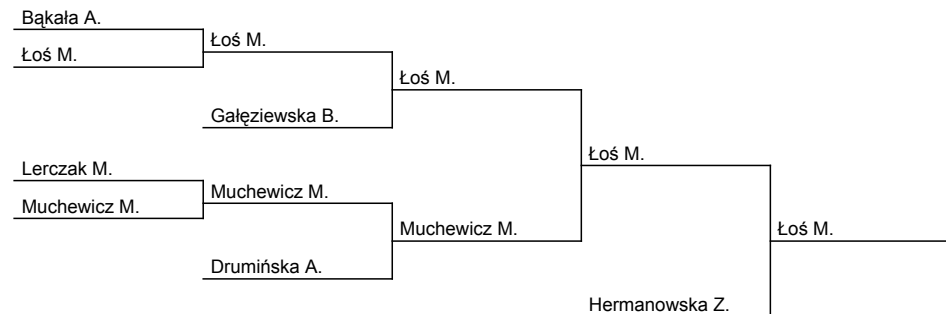 Bąkała A.
Łoś M.
Łoś M.
Łoś M.
Gałęziewska B.
Łoś M.
Lerczak M.
Muchewicz M.
Muchewicz M.
Łoś M.
Muchewicz M.
Drumińska A.
Hermanowska Z.